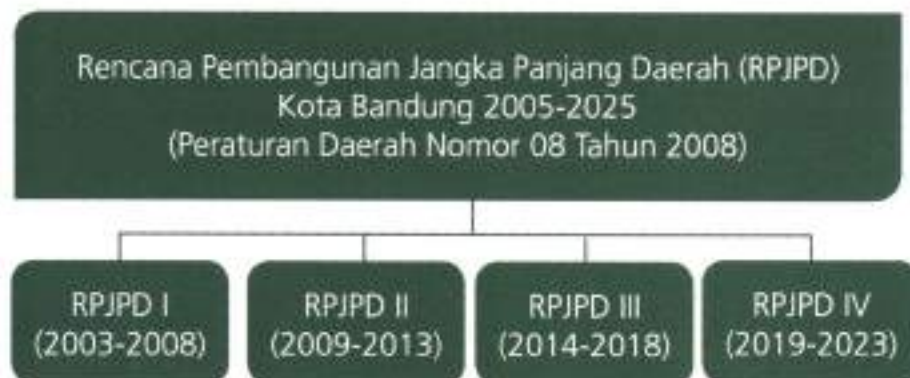 Rencana Pembangunan Jangka Panjang Daerah (RPJPD)
Kota Bandung 2005-2025
(Peraturan Daerah Nomor 08 Tahun 2008)
RPJPD I
(2003-2008)
RPJPD II
(2009-2013)
RPJPD III
(2014-2018)
RPJPD IV
(2019-2023)